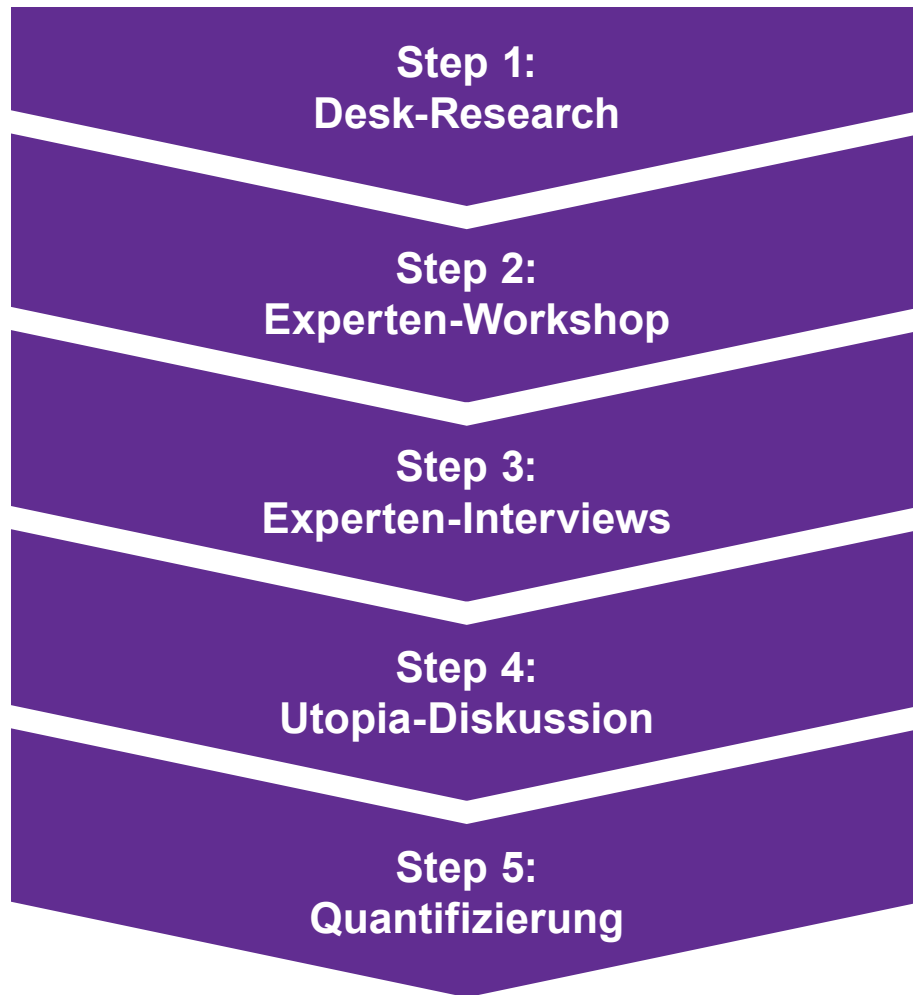 Step 1:
Desk-Research
Step 2:
Experten-Workshop
Step 3:
Experten-Interviews
Step 4:
Utopia-Diskussion
Step 5:
Quantifizierung